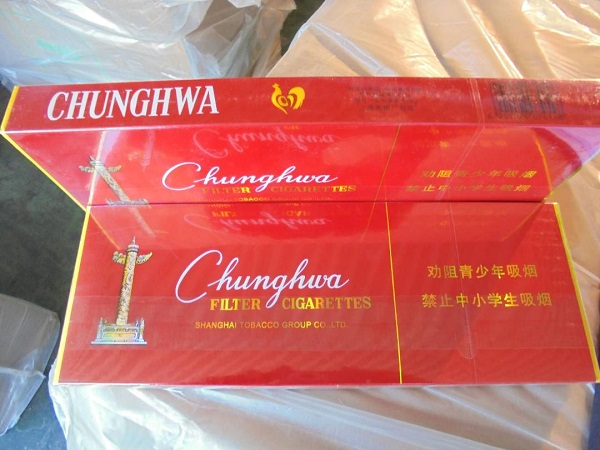 CHUNGHWA
Chunghwa
FILTER CIGARETTES
劝阻青少年吸烟
禁止中小学生吸烟
Chunghwa
FILTER CIGARETTES
SHANGHAI TOBACCO GROUP CO.,LTD.
劝阻青少年吸烟
禁止中小学生吸烟